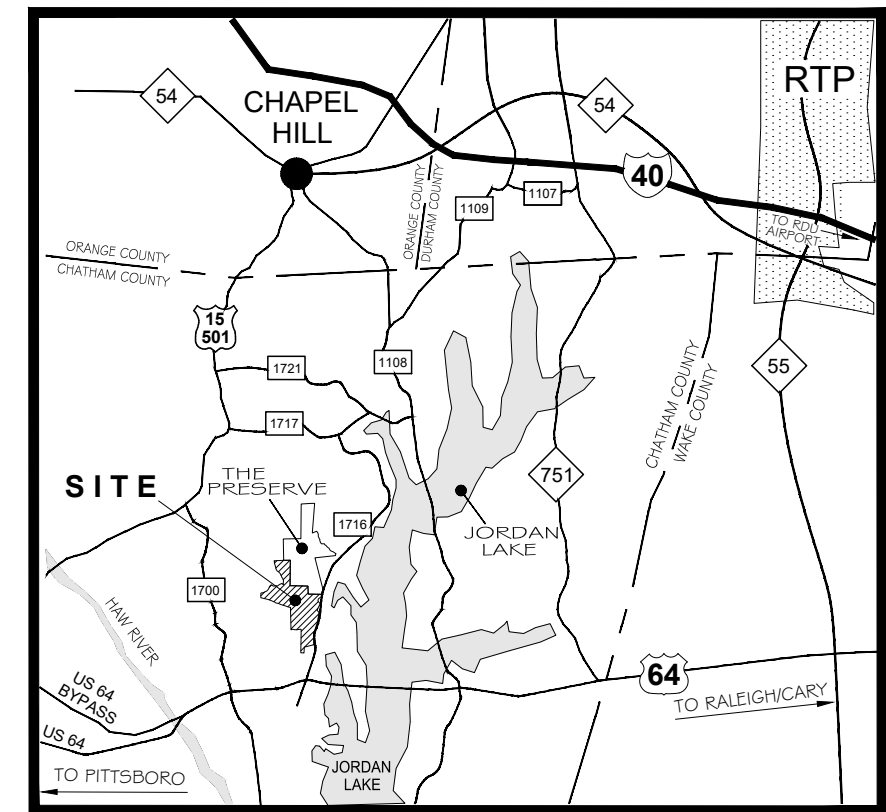 54
CHAPEL
HILL
54
RTP
40
1109
1107
ORANGE COUNTY
DURHAM COUNTY
TO RDU
AIRPORT
ORANGE COUNTY
CHATHAM COUNTY
15
501
1721
1108
55
CHATHAM COUNTY
WAKE COUNTY
1717
THE
PRESERVE
SITE
751
1716
JORDAN
LAKE
1700
HAW RIVER
US 64
BYPASS
64
TO RALEIGH/CARY
US 64
TO PITTSBORO
JORDAN
LAKE